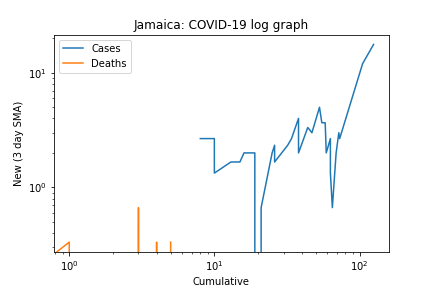 Jamaica: COVID-19 log graph
Cases
Deaths
New (3 day SMA)
10¹
10⁰
10⁰ 10¹ 10²
Cumulative